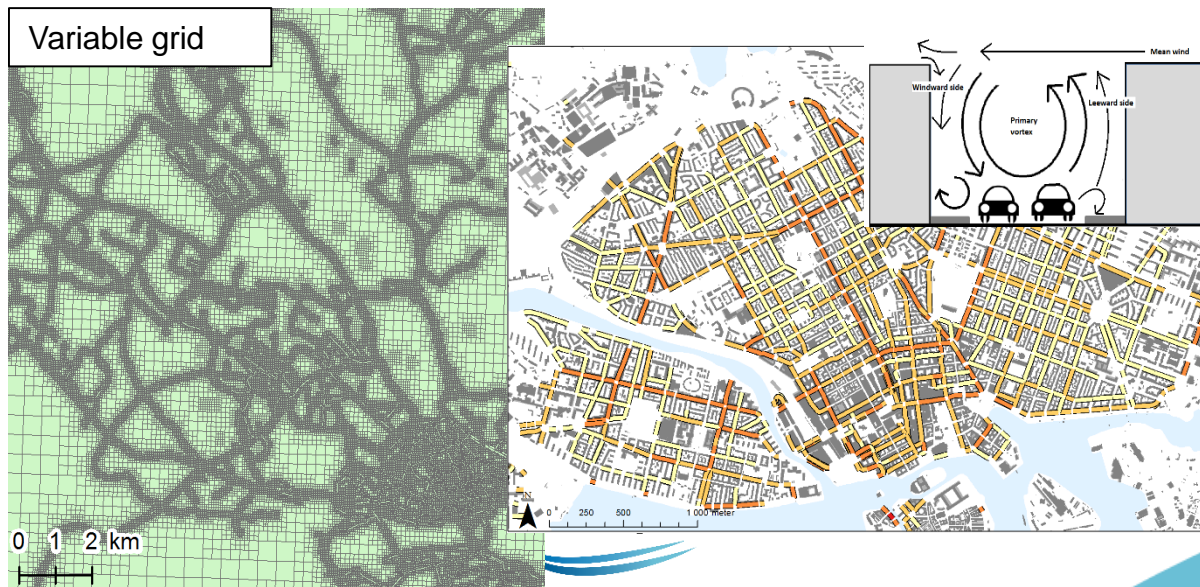 Variable grid
0 1 2 km
Mean wind
Windward side
Leeward side
Primary
vortex
N
0 250 500 1 000 meter